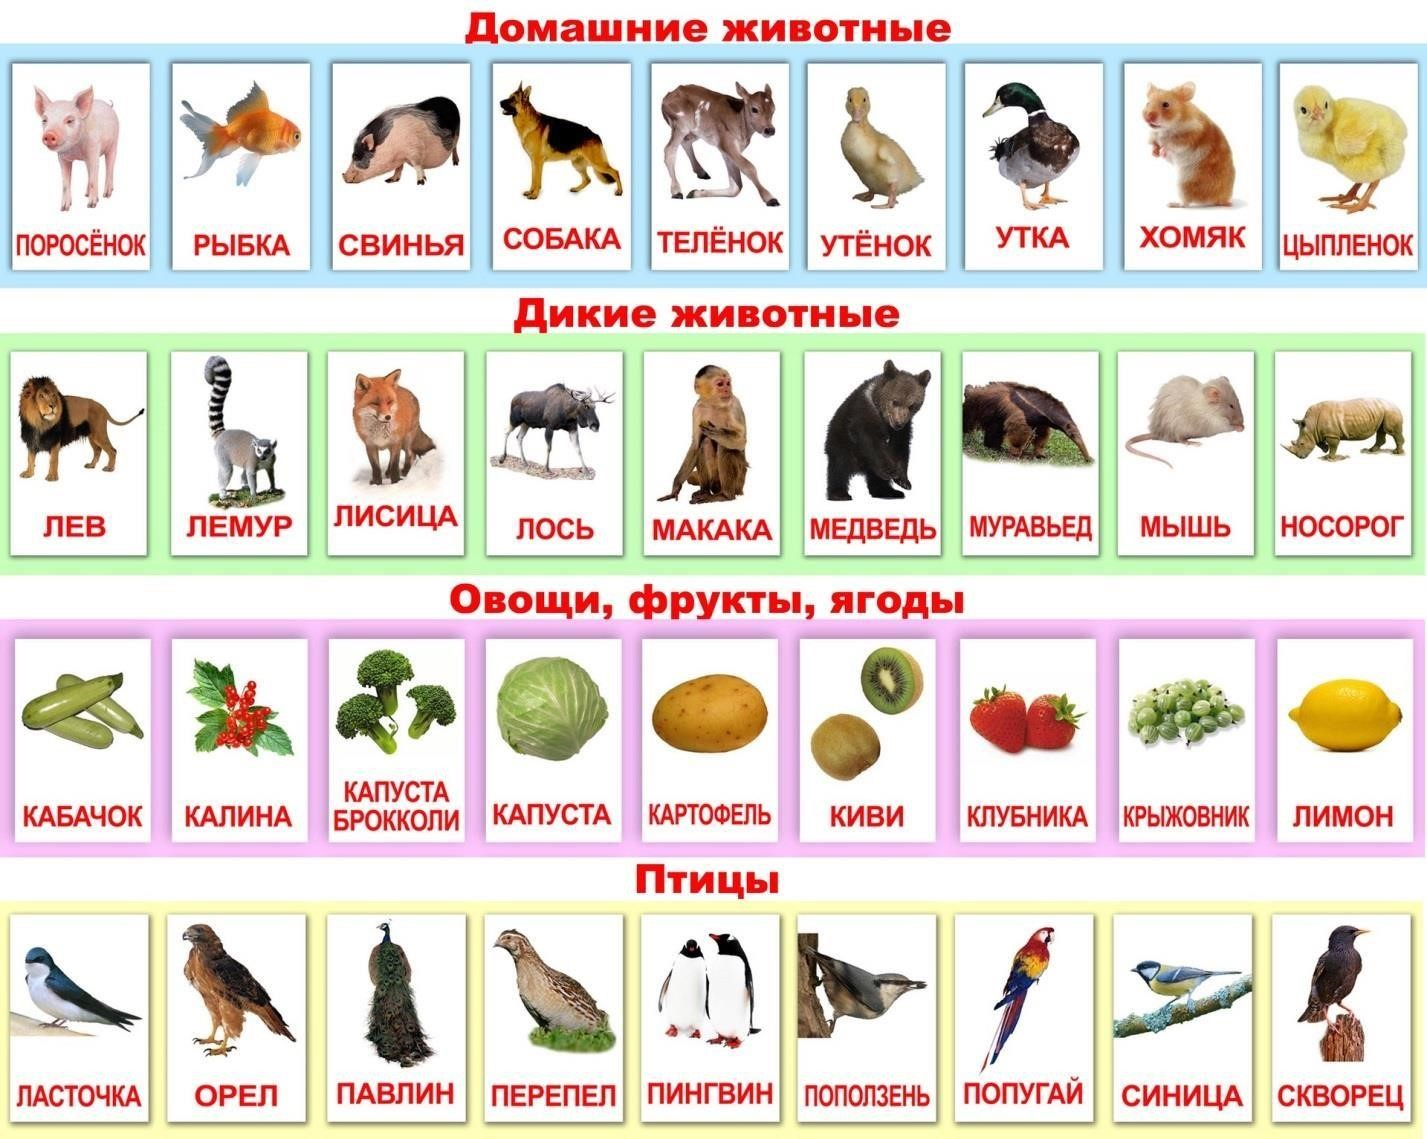 Домашние животные
ПОРОСЁНОК
РЫБКА
СВИНЬЯ
СОБАКА
ТЕЛЁНОК
УТЁНОК
УТКА
ХОМЯК
ЦЫПЛЕНОК
Дикие животные
ЛЕВ
ЛЕМУР
ЛИСИЦА
ЛОСЬ
МАКАКА
МЕДВЕДЬ
МУРАВЬЕД
МЫШЬ
НОСОРОГ
Овощи, фрукты, ягоды
КАБАЧОК
КАЛИНА
КАПУСТА
БРОККОЛИ
КАПУСТА
КАРТОФЕЛЬ
КИВИ
КЛУБНИКА
КРЫЖОВНИК
ЛИМОН
Птицы
ЛАСТОЧКА
ОРЕЛ
ПАВЛИН
ПЕРЕПЕЛ
ПИНГВИН
ПОПОЛЗЕНЬ
ПОПУГАЙ
СИНИЦА
СКВОРЕЦ